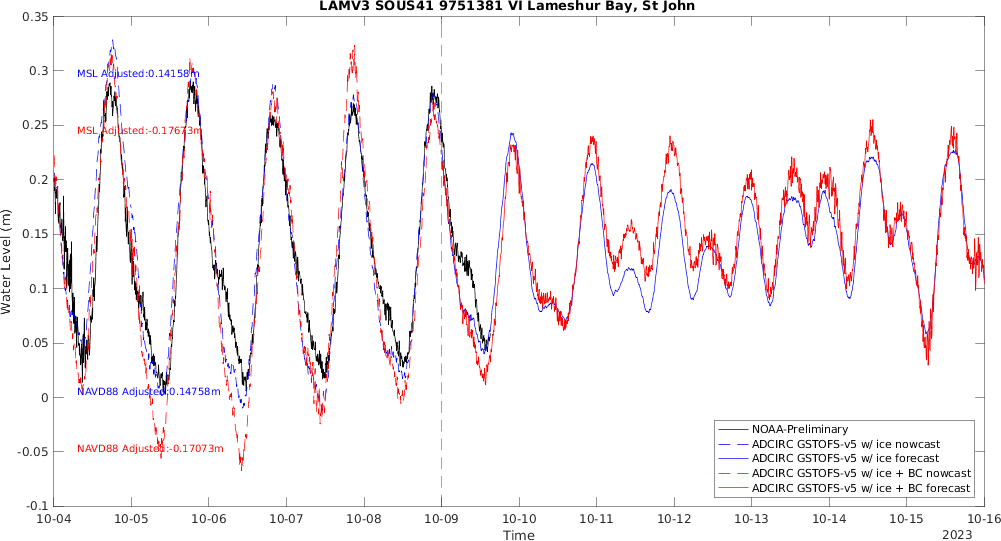 LAMV3 SOUS41 9751381 VI Lameshur Bay, St John
0.35
0.3
0.25
0.2
0.15
0.1
0.05
0
-0.05
-0.1
Water Level (m)
MSL Adjusted:0.14158m
MSL Adjusted:-0.17673m
NAVD88 Adjusted:0.14758m
NAVD88 Adjusted:-0.17073m
NOAA-Preliminary
ADCIRC GSTOFS-v5 w/ ice nowcast
ADCIRC GSTOFS-v5 w/ ice forecast
ADCIRC GSTOFS-v5 w/ ice + BC nowcast
ADCIRC GSTOFS-v5 w/ ice + BC forecast
10-04 10-05 10-06 10-07 10-08 10-09 10-10 10-11 10-12 10-13 10-14 10-15 10-16
Time
2023